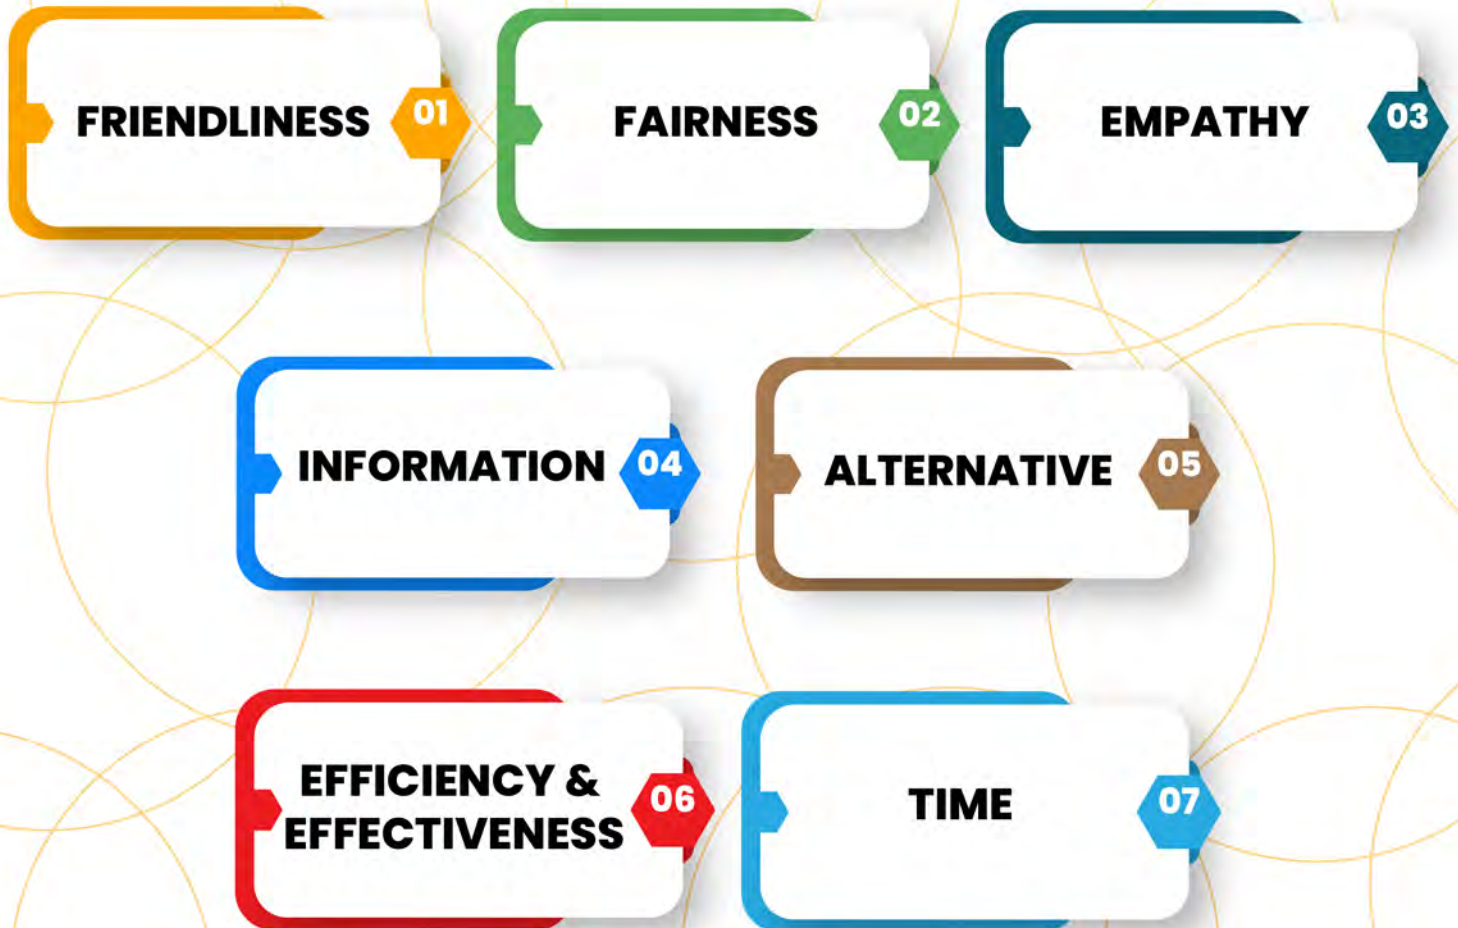 FRIENDLINESS
01
FAIRNESS
02
EMPATHY
03
INFORMATION
04
ALTERNATIVE
05
EFFICIENCY &
EFFECTIVENESS
06
TIME
07